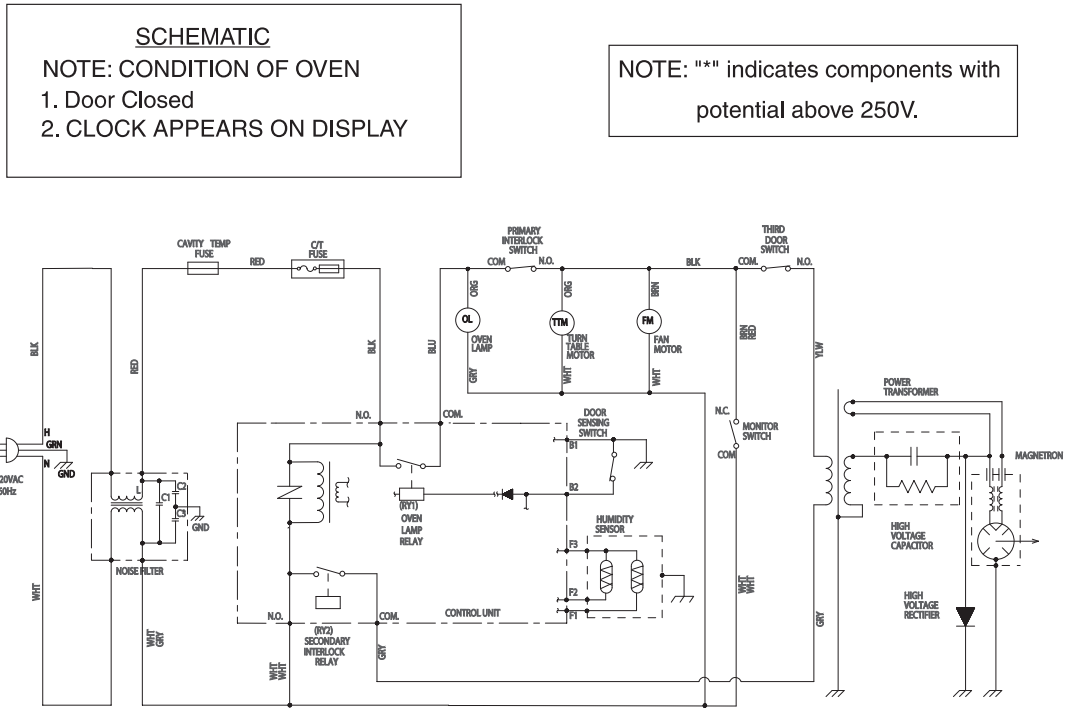 SCHEMATIC
NOTE: CONDITION OF OVEN
1. Door Closed
2. CLOCK APPEARS ON DISPLAY
NOTE: "*" indicates components with
potential above 250V.
CAVITY TEMP
FUSE
RED
C/T
FUSE
PRIMARY
INTERLOCK
SWITCH
COM
N.O.
BLK
THIRD
DOOR
SWITCH
COM.
N.O.
BLK
RED
BLK
BLU
ORG
OL
OVEN
LAMP
GRY
ORG
TTM
TURN
TABLE
MOTOR
WHT
BRN
FM
FAN
MOTOR
WHT
BRN
RED
YLW
POWER
TRANSFORMER
N.O.
COM.
DOOR
SENSING
SWITCH
N.C.
MONITOR
SWITCH
COM
H
GRN
N
GND
20VAC
60Hz
L
C1
C2
C3
GND
NOISE FILTER
B1
B2
(RY1)
OVEN
LAMP
RELAY
HUMIDITY
SENSOR
F3
F2
F1
MAGNETRON
HIGH
VOLTAGE
CAPACITOR
HIGH
VOLTAGE
RECTIFIER
WHT
WHT
GRY
N.O.
COM.
CONTROL UNIT
(RY2)
SECONDARY
INTERLOCK
RELAY
WHT
WHT
GRY
WHT
WHT
GRY